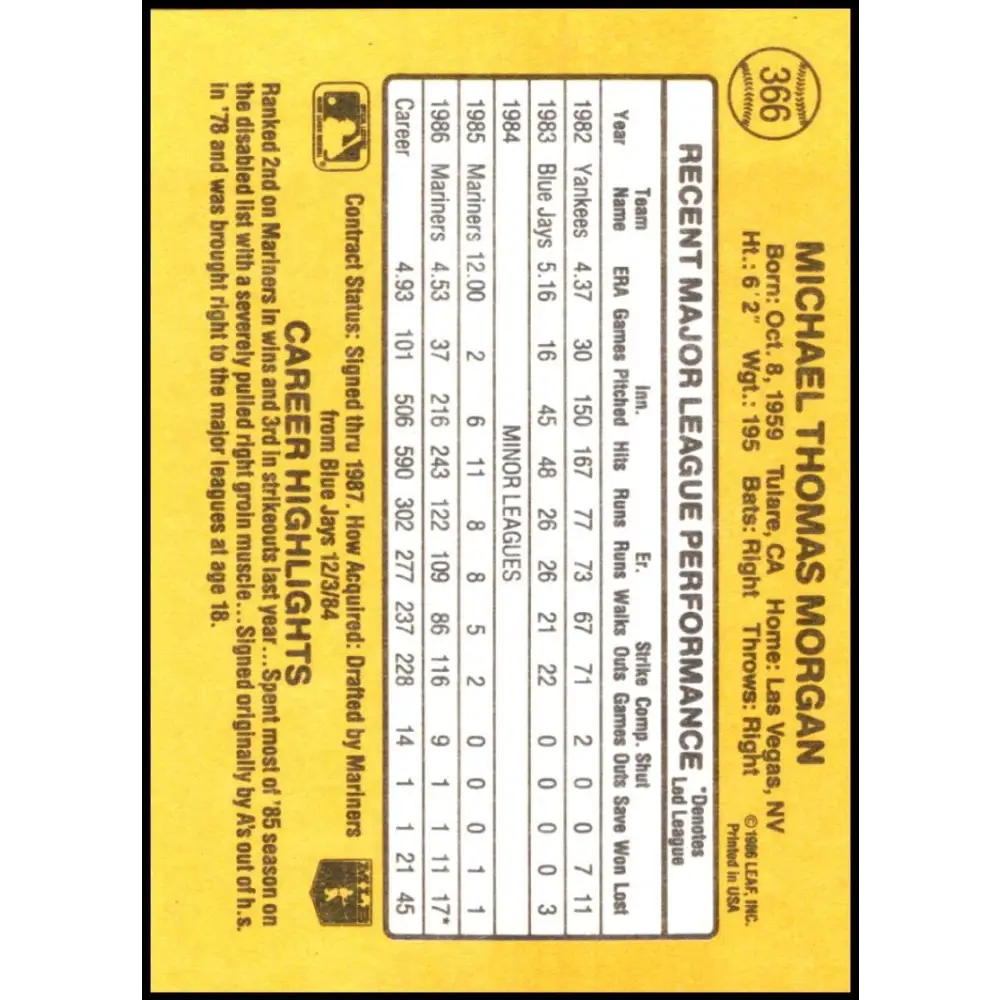 366
MICHAEL THOMAS MORGAN
Born: Oct. 8, 1959 Tulare, CA Home: Las Vegas, NV
Ht.: 6'2" Wgt.: 195 Bats: Right Throws: Right
©1986 LEAF, INC.
Printed in USA
RECENT MAJOR LEAGUE PERFORMANCE *Denotes Led League
Year Team Name ERA Games Inn. Pitched Hits Runs Er. Runs Walks Strike Outs Comp. Games Shut Outs Save Won Lost
1982 Yankees 4.37 30 150 167 77 73 67 71 2 0 0 7 11
1983 Blue Jays 5.16 16 45 48 26 26 21 22 0 0 0 0 3
1984 MINOR LEAGUES
1985 Mariners 12.00 2 6 11 8 8 5 2 0 0 0 1 1
1986 Mariners 4.53 37 216 243 122 109 86 116 9 1 1 11 17*
Career 4.93 101 506 590 302 277 237 228 14 1 1 21 45
Contract Status: Signed thru 1987. How Acquired: Drafted by Mariners
from Blue Jays 12/3/84
MLB
CAREER HIGHLIGHTS
Ranked 2nd on Mariners in wins and 3rd in strikeouts last year...Spent most of '85 season on
the disabled list with a severely pulled right groin muscle...Signed originally by A's out of h.s.
in '78 and was brought right to the major leagues at age 18.